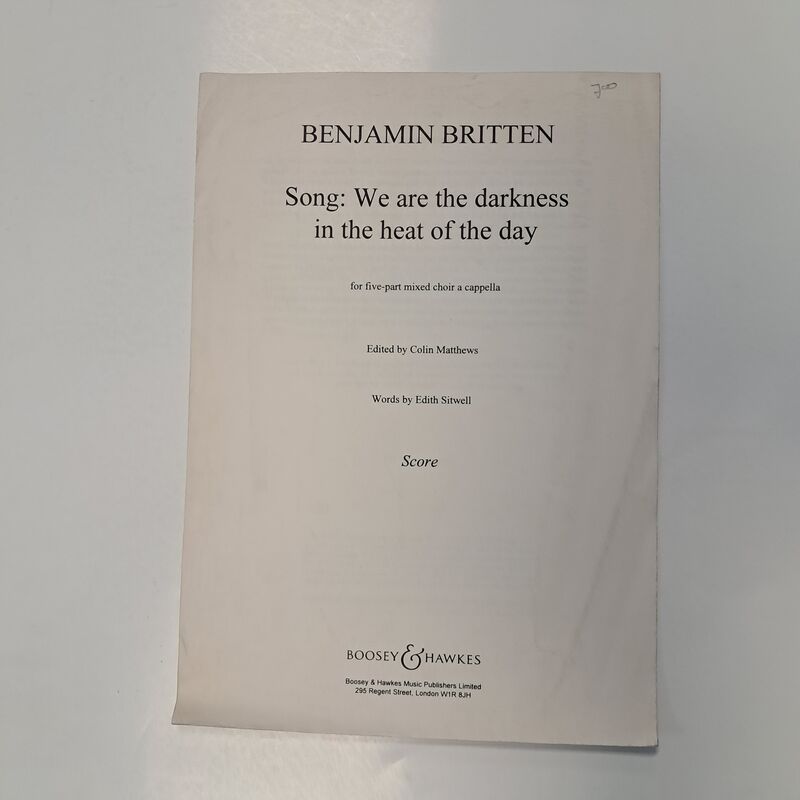 700
BENJAMIN BRITTEN
Song: We are the darkness
in the heat of the day
for five-part mixed choir a cappella
Edited by Colin Matthews
Words by Edith Sitwell
Score
BOOSEY & HAWKES
Boosey & Hawkes Music Publishers Limited
295 Regent Street, London W1R 8JH